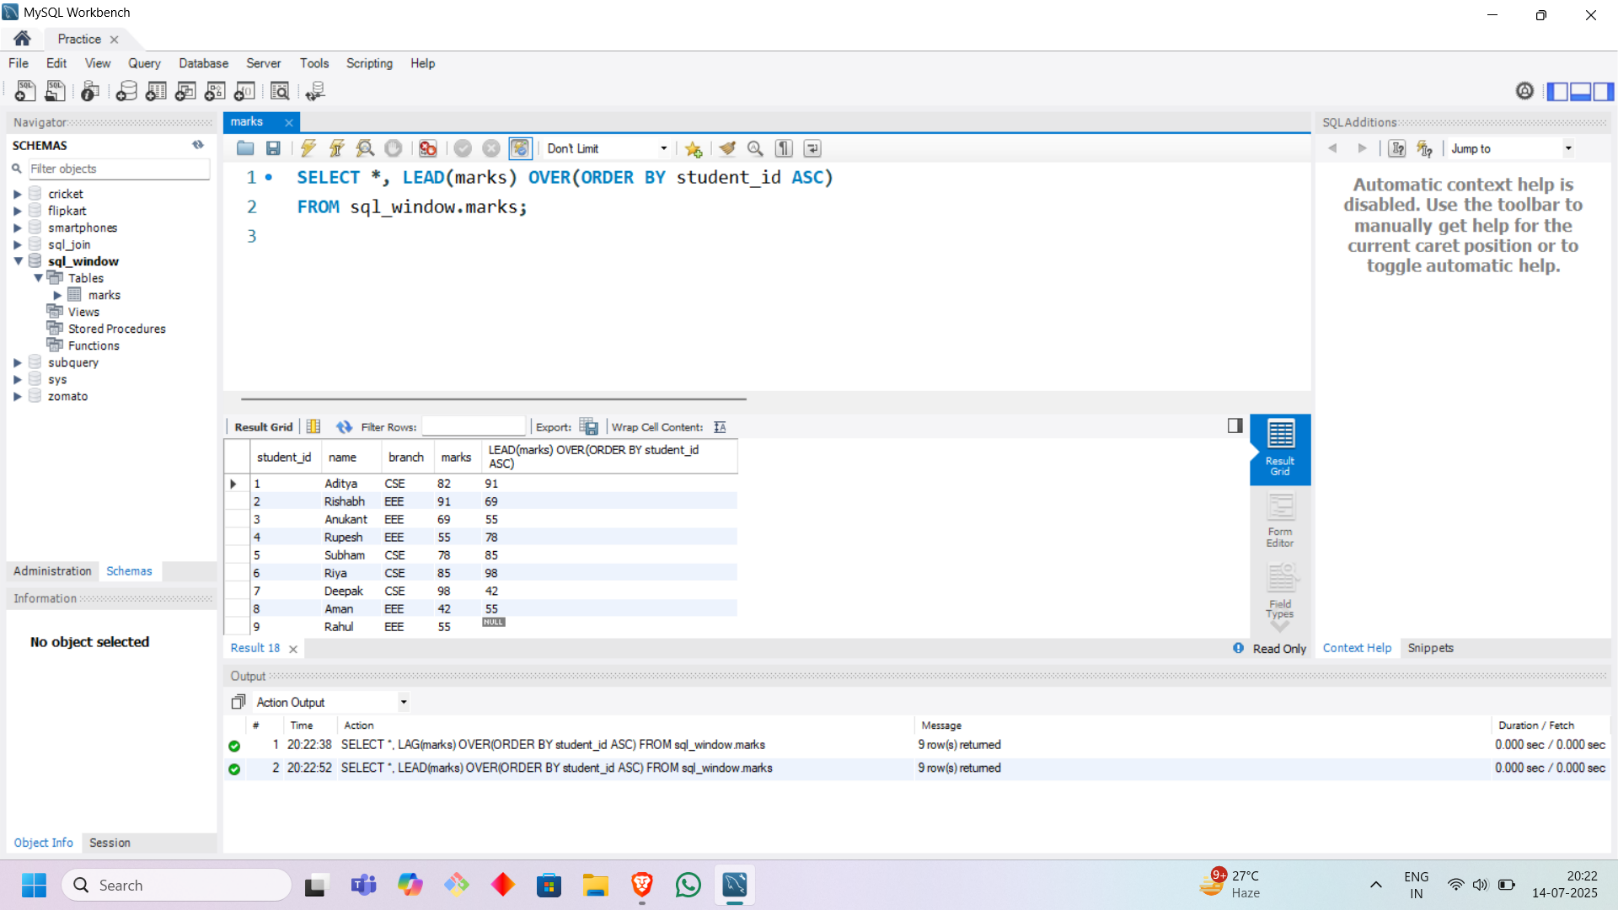 MySQL Workbench
Practice
File Edit View Query Database Server Tools Scripting Help
Navigator
SCHEMAS
Filter objects
cricket
flipkart
smartphones
sql_join
sql_window
Tables
marks
Views
Stored Procedures
Functions
subquery
sys
zomato
Administration Schemas
Information
No object selected
Object Info Session
marks
Don't Limit
1 SELECT *, LEAD(marks) OVER(ORDER BY student_id ASC)
2 FROM sql_window.marks;
3
Result Grid Filter Rows: Export: Wrap Cell Content:
student_id name branch marks LEAD(marks) OVER(ORDER BY student_id
ASC)
1 Aditya CSE 82 91
2 Rishabh EEE 91 69
3 Anukant EEE 69 55
4 Rupesh EEE 55 78
5 Subham CSE 78 85
6 Riya CSE 85 98
7 Deepak CSE 98 42
8 Aman EEE 42 55
9 Rahul EEE 55 NULL
Result
Grid
Form
Editor
Field
Types
Result 18
Read Only
SQLAdditions
Jump to
Automatic context help is
disabled. Use the toolbar to
manually get help for the
current caret position or to
toggle automatic help.
Context Help Snippets
Output
Action Output
# Time Action Message Duration / Fetch
1 20:22:38 SELECT *, LAG(marks) OVER(ORDER BY student_id ASC) FROM sql_window.marks 9 row(s) returned 0.000 sec / 0.000 sec
2 20:22:52 SELECT *, LEAD(marks) OVER(ORDER BY student_id ASC) FROM sql_window.marks 9 row(s) returned 0.000 sec / 0.000 sec
Search
9+
27°C
Haze
ENG
IN
20:22
14-07-2025